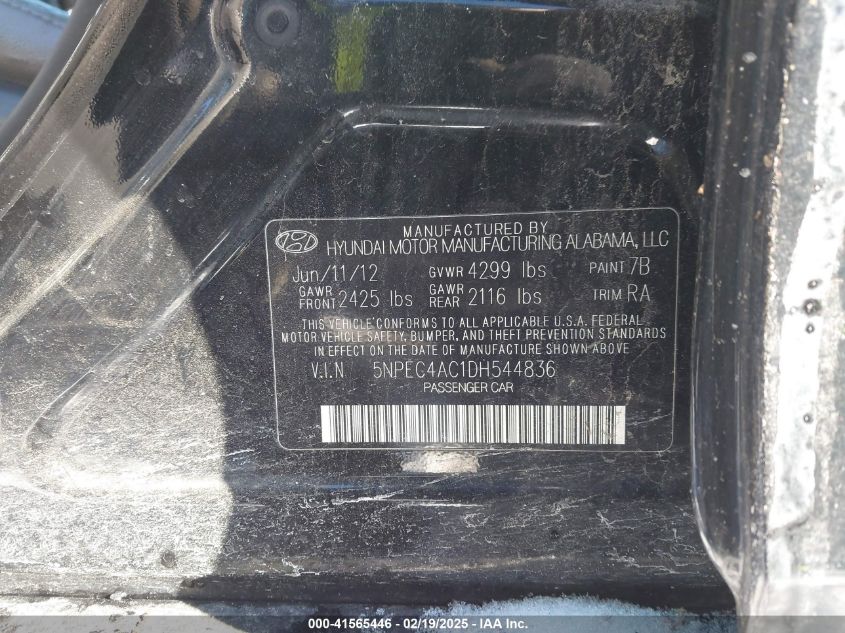 MANUFACTURED BY
HYUNDAI MOTOR MANUFACTURING ALABAMA, LLC
Jun/11/12 GVWR 4299 lbs PAINT 7B
GAWR FRONT 2425 lbs GAWR REAR 2116 lbs TRIM RA
THIS VEHICLE CONFORMS TO ALL APPLICABLE U.S.A. FEDERAL
MOTOR VEHICLE SAFETY, BUMPER, AND THEFT PREVENTION STANDARDS
IN EFFECT ON THE DATE OF MANUFACTURE SHOWN ABOVE
V.I.N 5NPEC4AC1DH544836
PASSENGER CAR
000-41565446 - 02/19/2025 - IAA Inc.